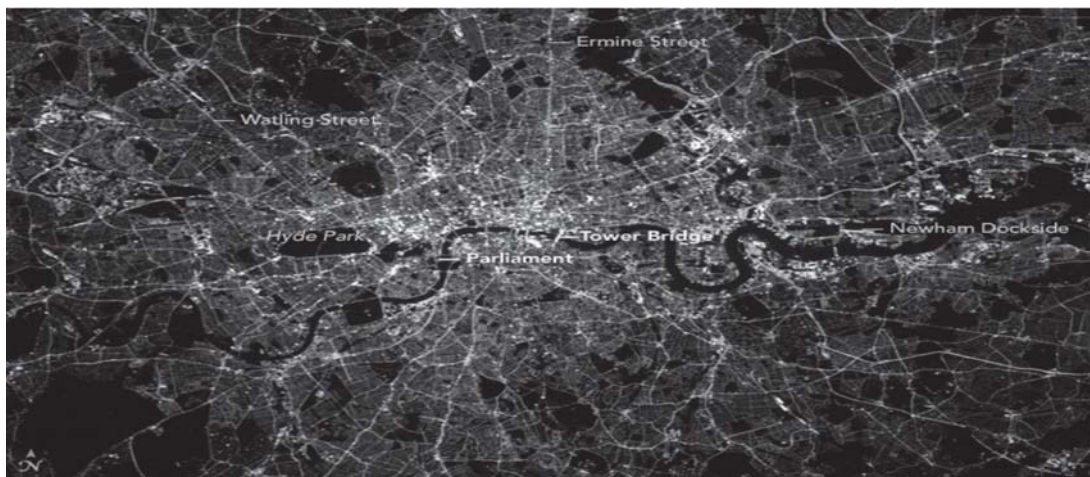 Ermine Street
Watling Street
Hyde Park
Tower Bridge
Newham Dockside
Parliament
N